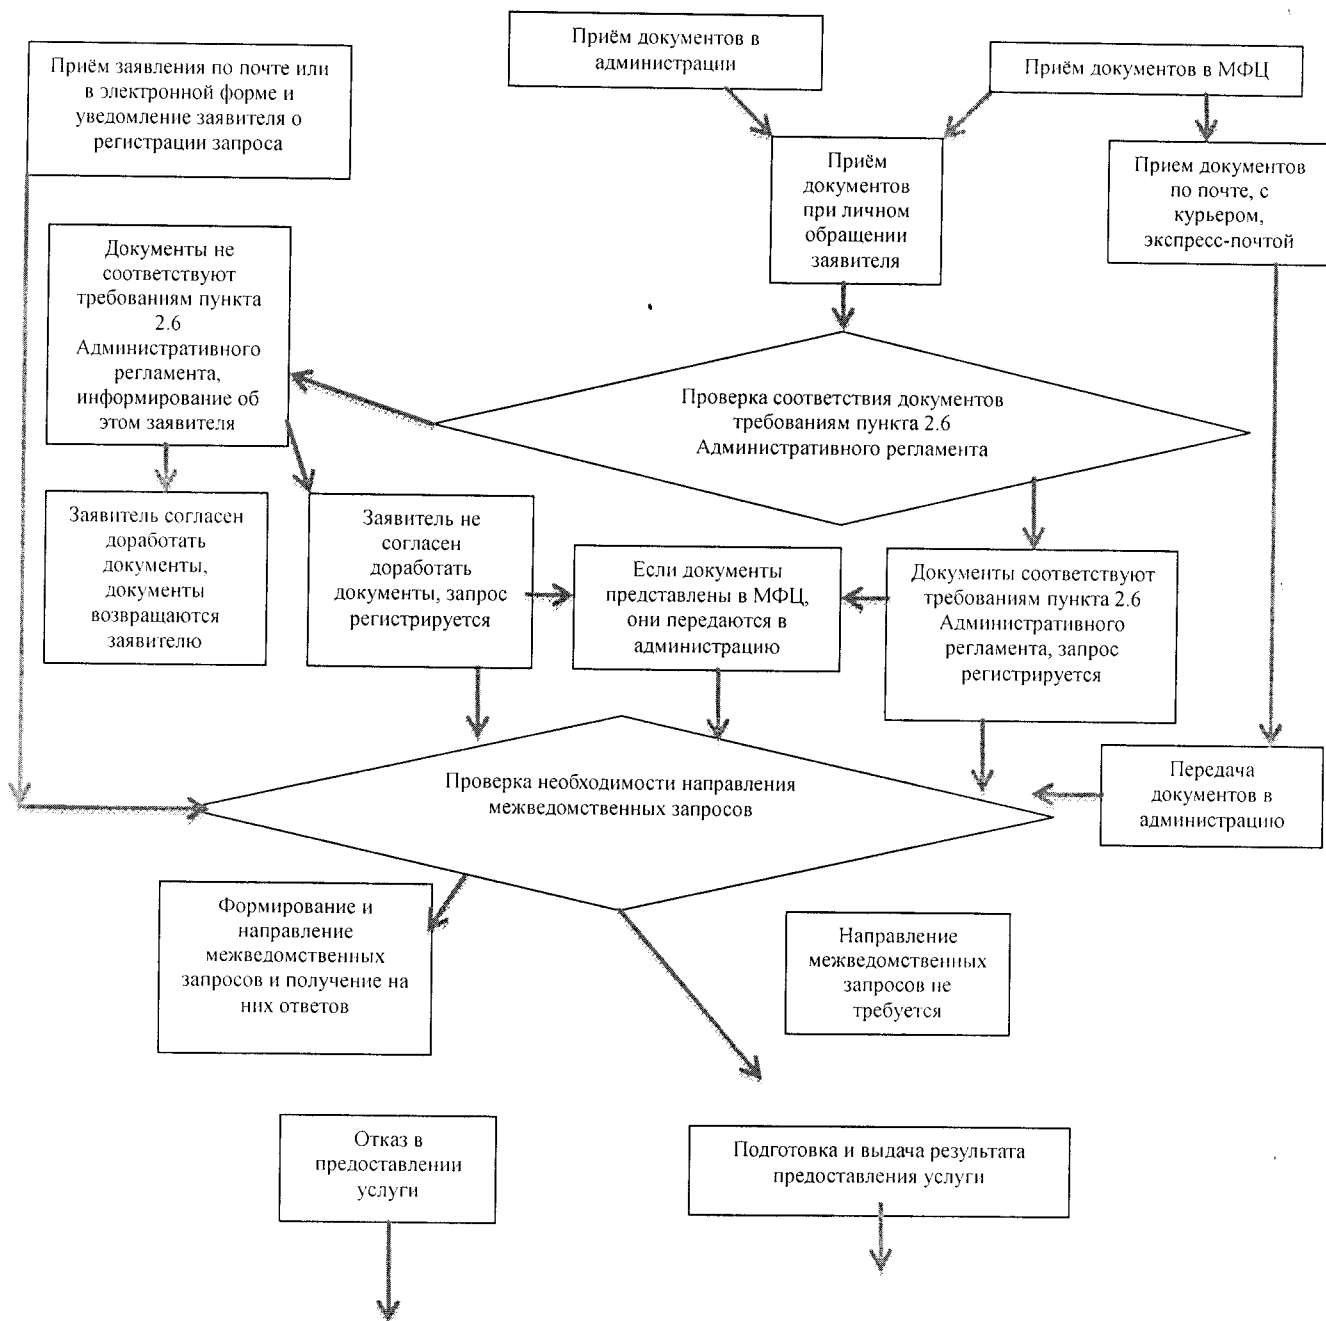 Приём документов в
администрации
Приём документов в МФЦ
Приём заявления по почте или
в электронной форме и
уведомление заявителя о
регистрации запроса
Приём
документов
при личном
обращении
заявителя
Прием документов
по почте, с
курьером,
экспресс-почтой
Документы не
соответствуют
требованиям пункта
2.6
Административного
регламента,
информирование об
этом заявителя
Проверка соответствия документов
требованиям пункта 2.6
Административного регламента
Заявитель согласен
доработать
документы,
документы
возвращаются
заявителю
Заявитель не
согласен
доработать
документы, запрос
регистрируется
Если документы
представлены в МФЦ,
они передаются в
администрацию
Документы соответствуют
требованиям пункта 2.6
Административного
регламента, запрос
регистрируется
Проверка необходимости направления
межведомственных запросов
Передача
документов в
администрацию
Формирование и
направление
межведомственных
запросов и получение на
них ответов
Направление
межведомственных
запросов не
требуется
Отказ в
предоставлении
услуги
Подготовка и выдача результата
предоставления услуги